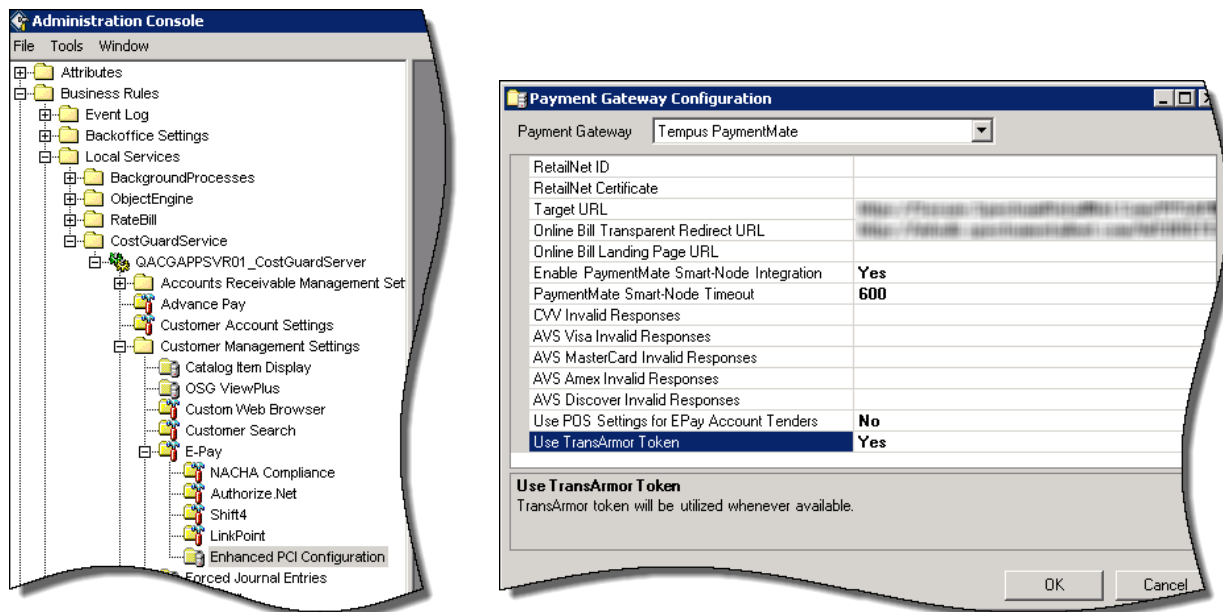 Administration Console
File Tools Window
Attributes
Business Rules
Event Log
Backoffice Settings
Local Services
BackgroundProcesses
ObjectEngine
RateBill
CostGuardService
QACGAPPSVR01_CostGuardServer
Accounts Receivable Management Set
Advance Pay
Customer Account Settings
Customer Management Settings
Catalog Item Display
OSG ViewPlus
Custom Web Browser
Customer Search
E-Pay
NACHA Compliance
Authorize.Net
Shift4
LinkPoint
Enhanced PCI Configuration
Forced Journal Entries
Payment Gateway Configuration
Payment Gateway Tempus PaymentMate
RetailNet ID
RetailNet Certificate
Target URL
Online Bill Transparent Redirect URL
Online Bill Landing Page URL
Enable PaymentMate Smart-Node Integration Yes
PaymentMate Smart-Node Timeout 600
CVV Invalid Responses
AVS Visa Invalid Responses
AVS MasterCard Invalid Responses
AVS Amex Invalid Responses
AVS Discover Invalid Responses
Use POS Settings for EPay Account Tenders No
Use TransArmor Token Yes
Use TransArmor Token
TransArmor token will be utilized whenever available.
OK Cancel